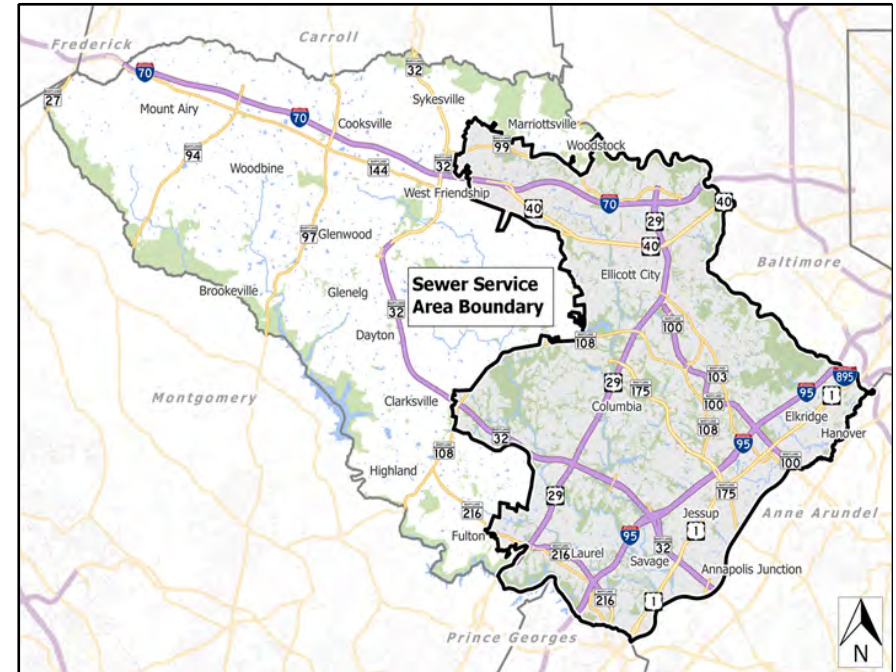 Carroll
Frederick
70
32
Sykesville
27
Mount Airy
70
Cooksville
Marriottsville
99
Woodstock
94
Woodbine
144
32
West Friendship
40
70
29
40
40
97
Glenwood
Ellicott City
Baltimore
Brookeville
Glenelg
Sewer Service
Area Boundary
32
Dayton
100
108
895
29
175
103
95
1
Montgomery
Clarksville
Columbia
100
Elkridge
108
Hanover
32
95
108
100
Highland
29
175
216
Jessup
Anne Arundel
Fulton
95
1
216
Laurel
32
Savage
Annapolis Junction
216
1
Prince Georges
N